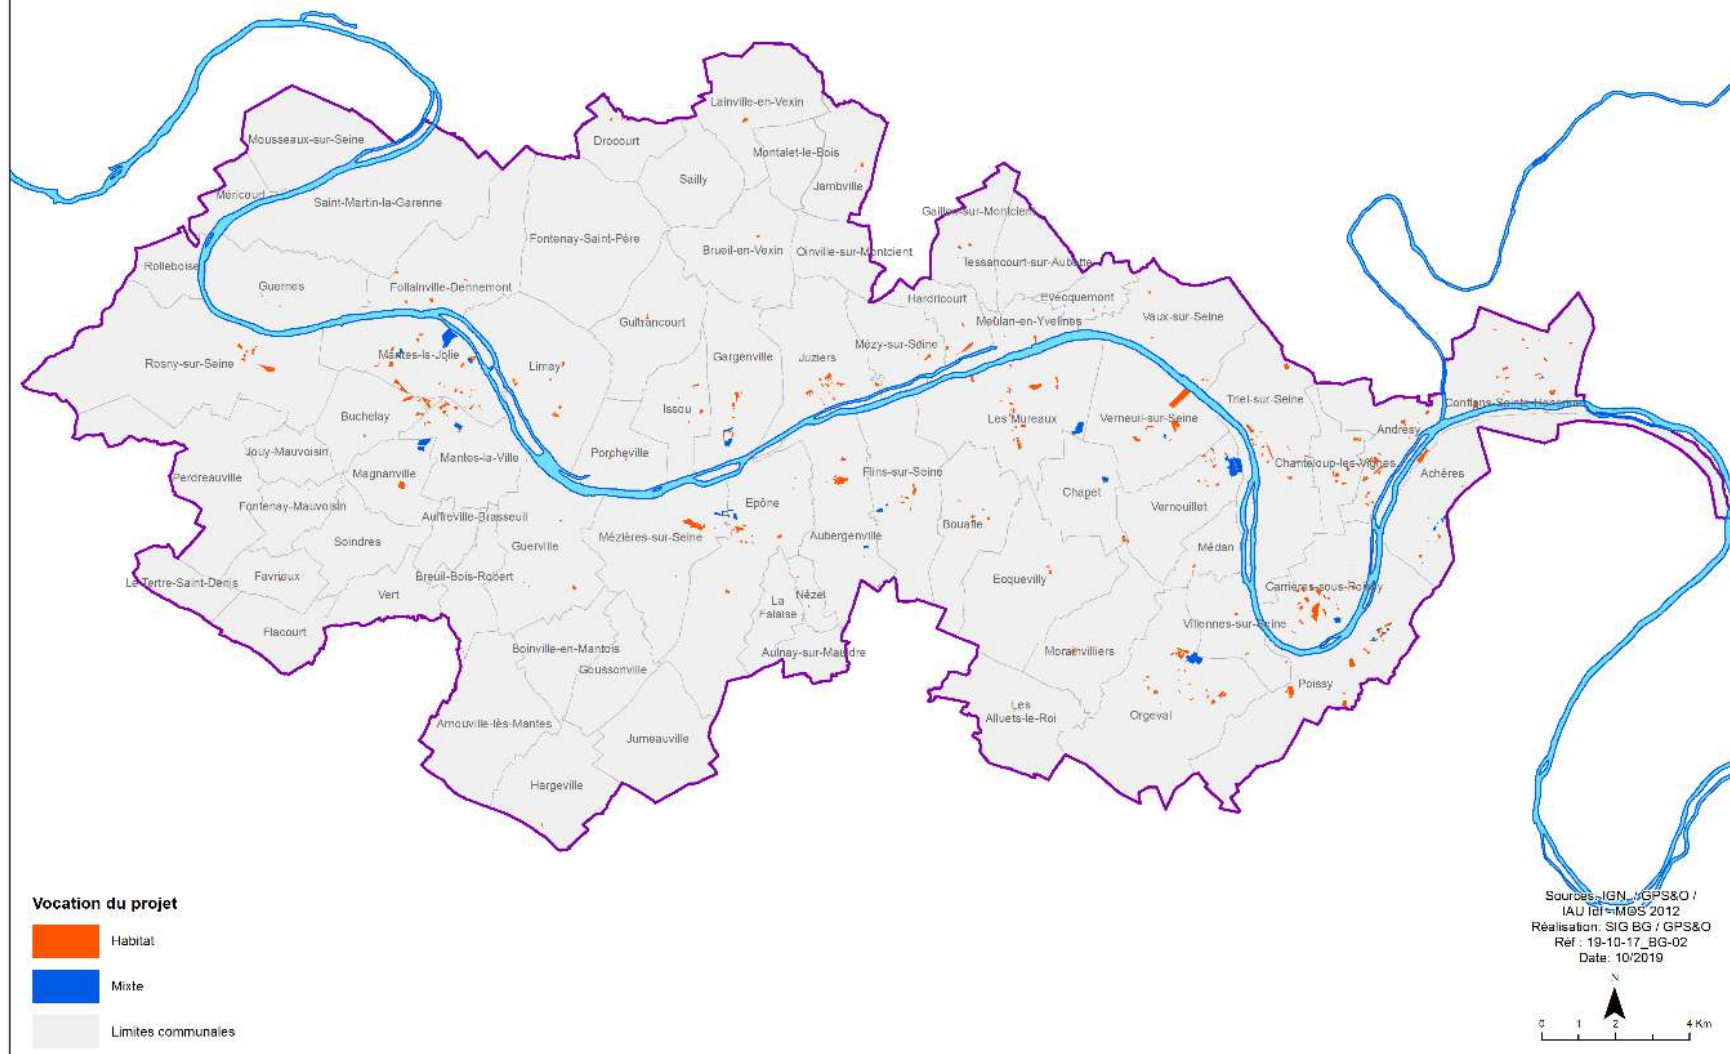 Lainville-en-Vexin
Mousseaux-sur-Seine
Drocourt
Montalet-le-Bois
Sailly
Jambville
Méricourt
Saint-Martin-la-Garenne
Gaillon-sur-Montcient
Fontenay-Saint-Père
Brueil-en-Vexin
Oinville-sur-Montcient
Tessancourt-sur-Aubette
Rolleboise
Guernes
Follainville-Dennemont
Hardricourt
Evecquemont
Guitrancourt
Meulan-en-Yvelines
Vaux-sur-Seine
Mézy-sur-Seine
Mantes-la-Jolie
Gargenville
Juziers
Rosny-sur-Seine
Limay
Triel-sur-Seine
Conflans-Sainte-Honorine
Issou
Buchelay
Les Mureaux
Verneuil-sur-Seine
Andrésy
Jouy-Mauvoisin
Porcheville
Mantes-la-Ville
Chanteloup-les-Vignes
Perdreauville
Magnanville
Flins-sur-Seine
Achères
Chapet
Fontenay-Mauvoisin
Epône
Vernouillet
Auffreville-Brasseuil
Bouafle
Soindres
Guerville
Mézières-sur-Seine
Aubergenville
Médan
Le Tertre-Saint-Denis
Favrieux
Breuil-Bois-Robert
Ecquevilly
Carrières-sous-Poissy
Vert
La
Falaise
Nézel
Flacourt
Villennes-sur-Seine
Boinville-en-Mantois
Aulnay-sur-Mauldre
Morainvilliers
Goussonville
Poissy
Les
Alluets-le-Roi
Orgeval
Arnouville-lès-Mantes
Jumeauville
Hargeville
Vocation du projet
Habitat
Mixte
Limites communales
Sources: IGN / GPS&O /
IAU Idf - MOS 2012
Réalisation: SIG BG / GPS&O
Réf : 19-10-17_BG-02
Date: 10/2019
N
0 1 2 4 Km